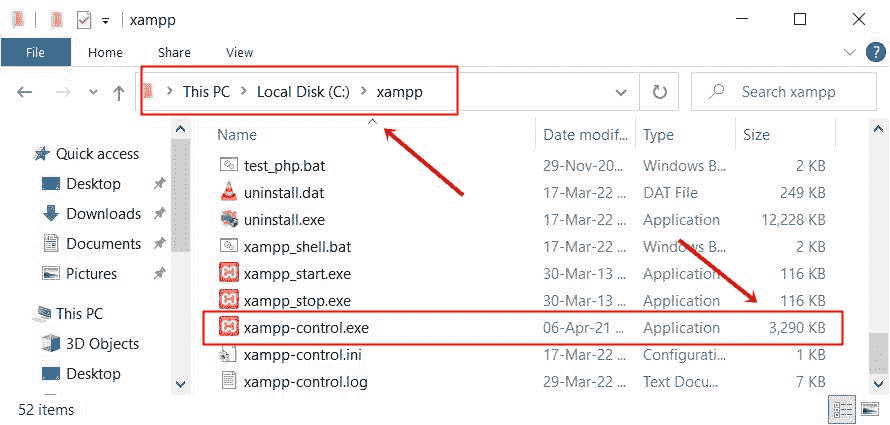 xampp
File Home Share View
This PC > Local Disk (C:) > xampp Search xampp
Name Date modif... Type Size
Quick access
Desktop
Downloads
Documents
Pictures
This PC
3D Objects
Desktop
test_php.bat 29-Nov-20... Windows B... 2 KB
uninstall.dat 17-Mar-22 ... DAT File 249 KB
uninstall.exe 17-Mar-22 ... Application 12,228 KB
xampp_shell.bat 17-Mar-22 ... Windows B... 2 KB
xampp_start.exe 30-Mar-13 ... Application 116 KB
xampp_stop.exe 30-Mar-13 ... Application 116 KB
xampp-control.exe 06-Apr-21 ... Application 3,290 KB
xampp-control.ini 17-Mar-22 ... Configurati... 1 KB
xampp-control.log 29-Mar-22 ... Text Docu... 7 KB
52 items